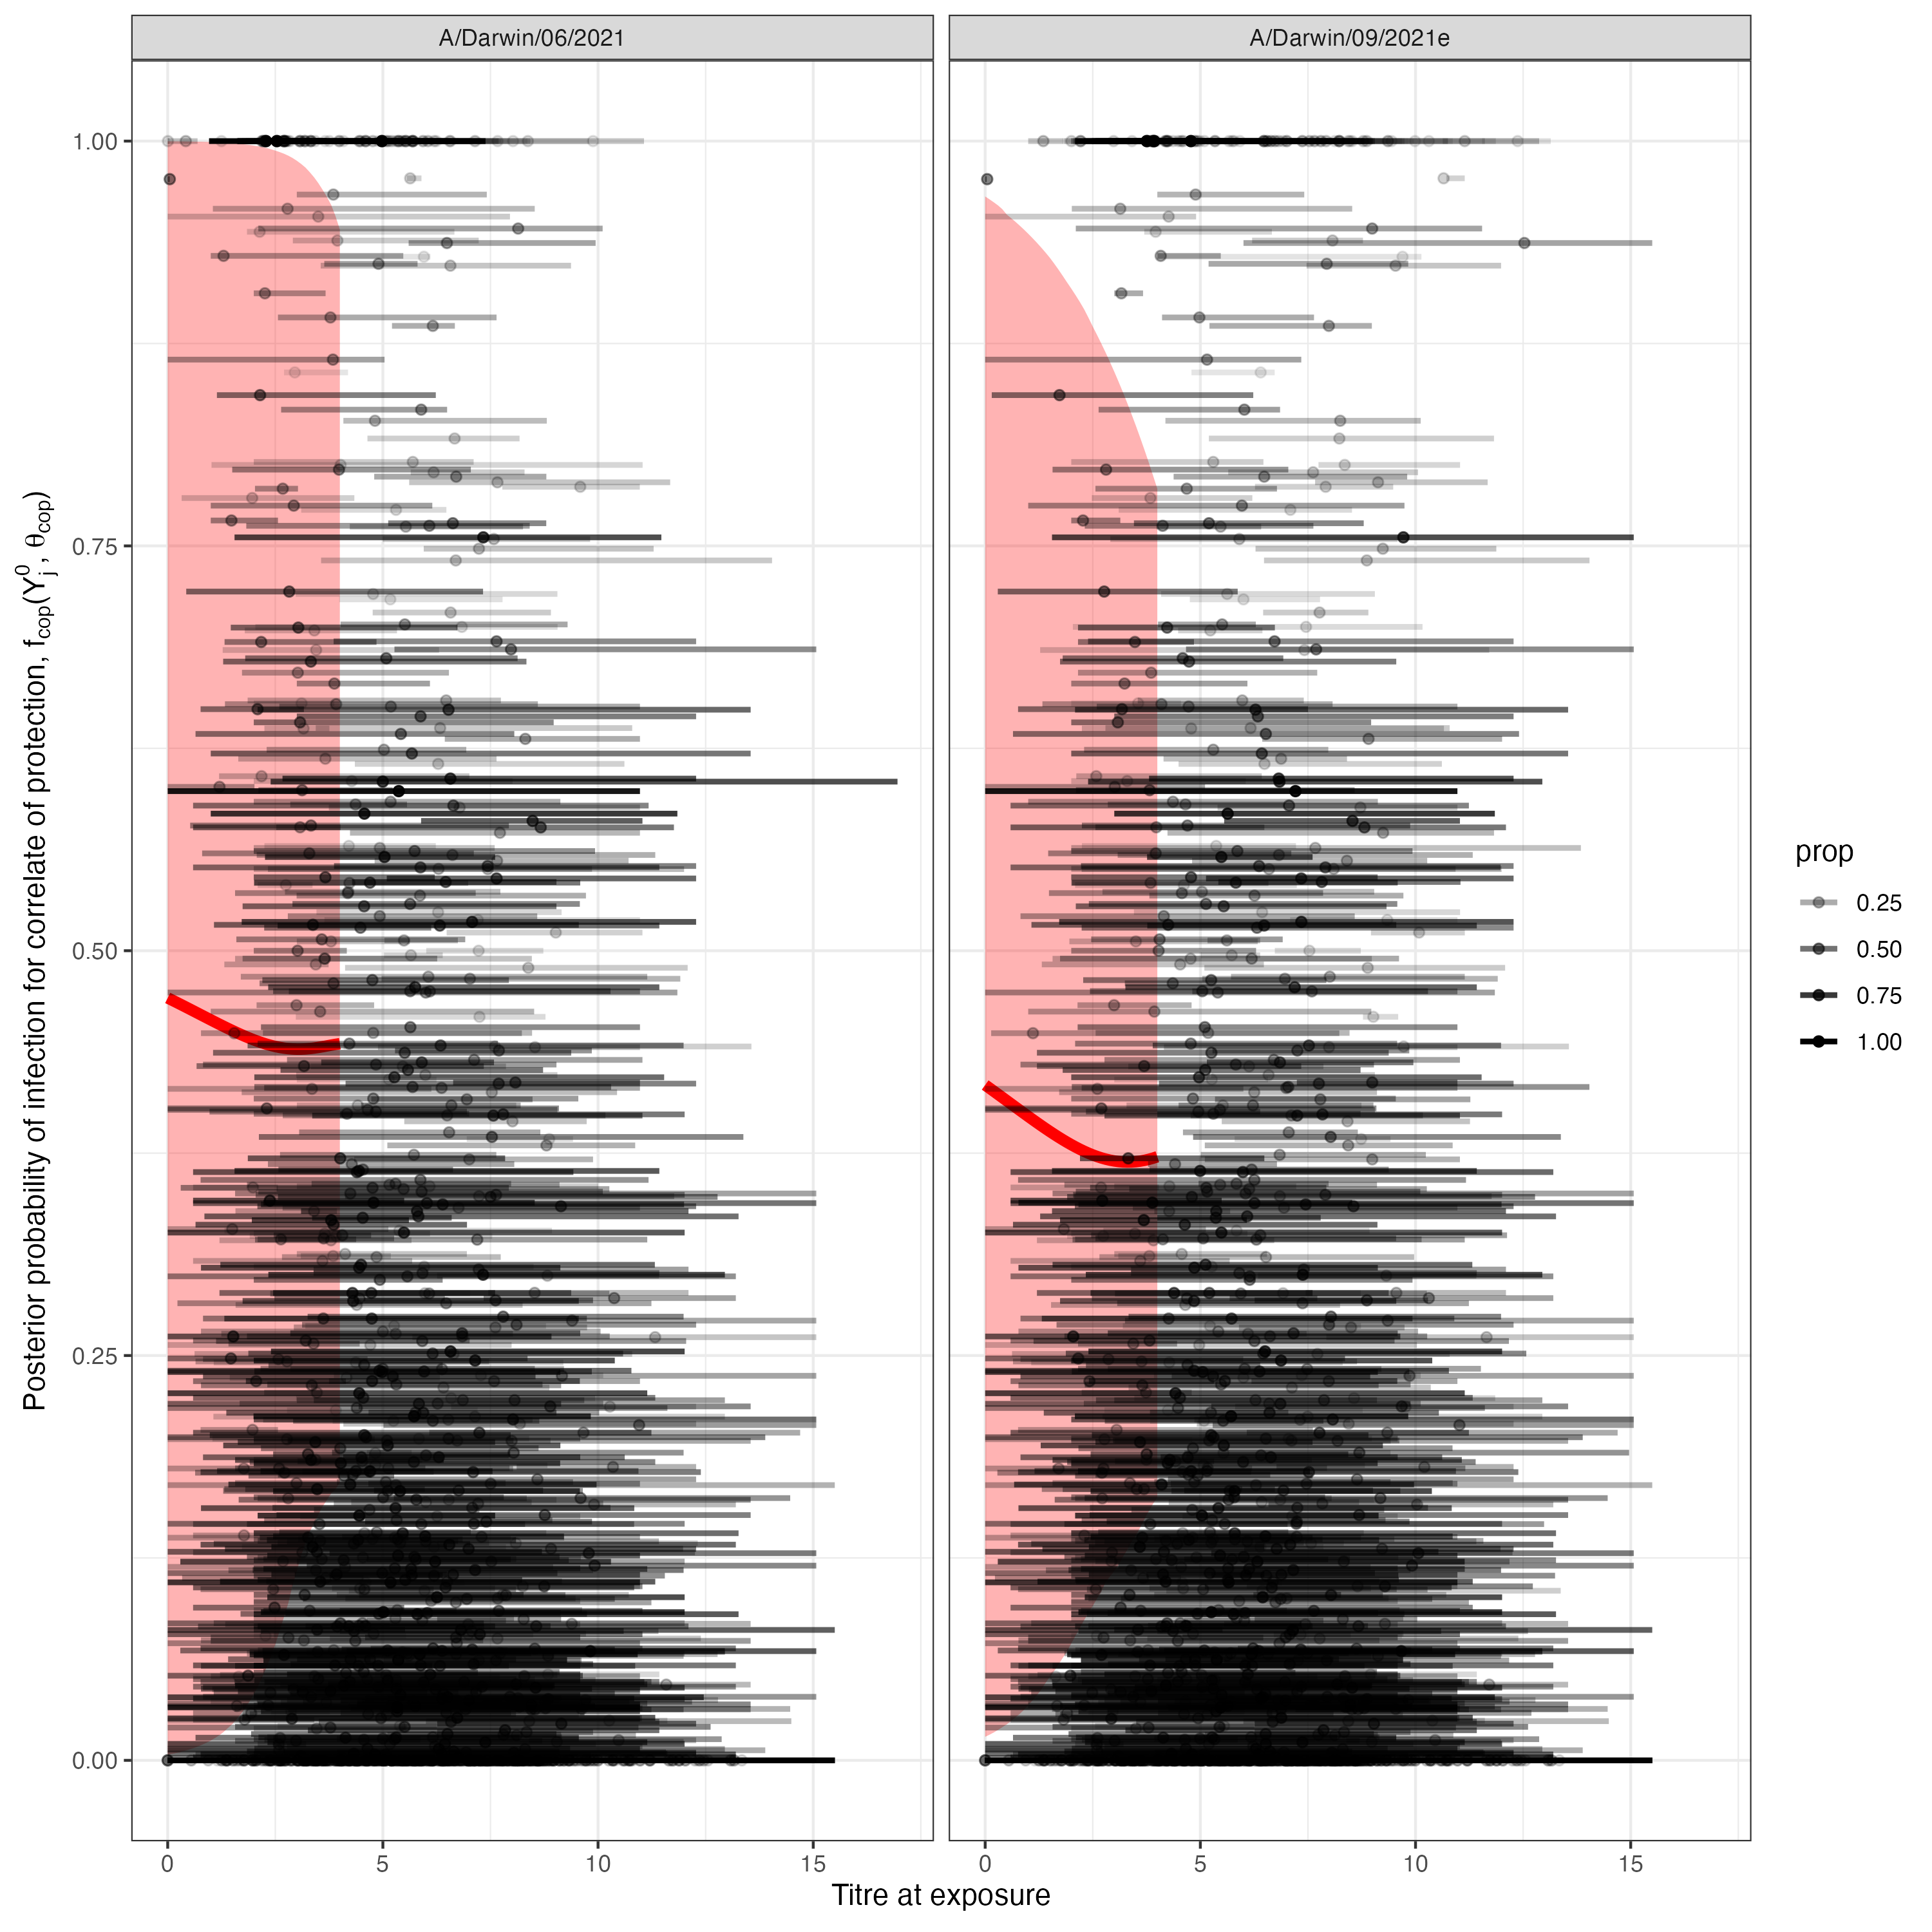 A/Darwin/06/2021
A/Darwin/09/2021e
1.00
0.75
0.50
0.25
0.00
Posterior probability of infection for correlate of protection, f_cop(Y_j^0, θ_cop)
0 5 10 15
0 5 10 15
Titre at exposure
prop
0.25
0.50
0.75
1.00